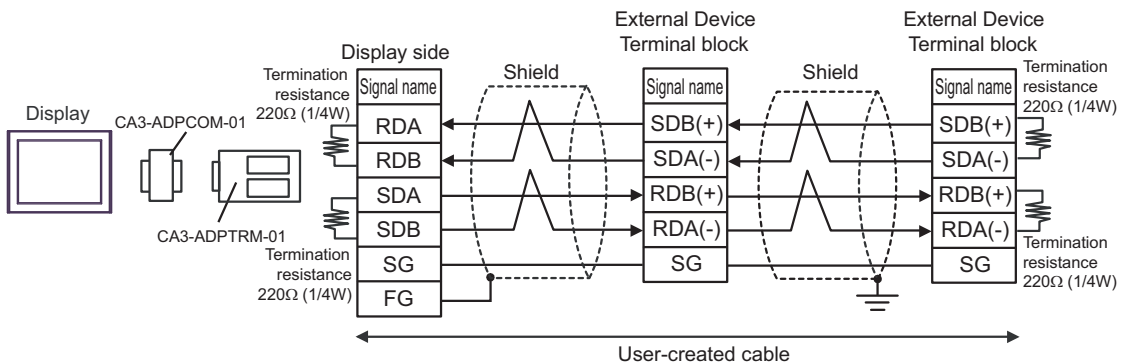 Display
CA3-ADPCOM-01
CA3-ADPTRM-01
Display side
Termination
resistance
220Ω (1/4W)
Signal name
RDA
RDB
SDA
SDB
SG
FG
Termination
resistance
220Ω (1/4W)
Shield
External Device
Terminal block
Signal name
SDB(+)
SDA(-)
RDB(+)
RDA(-)
SG
Shield
External Device
Terminal block
Signal name
SDB(+)
SDA(-)
RDB(+)
RDA(-)
SG
Termination
resistance
220Ω (1/4W)
Termination
resistance
220Ω (1/4W)
User-created cable